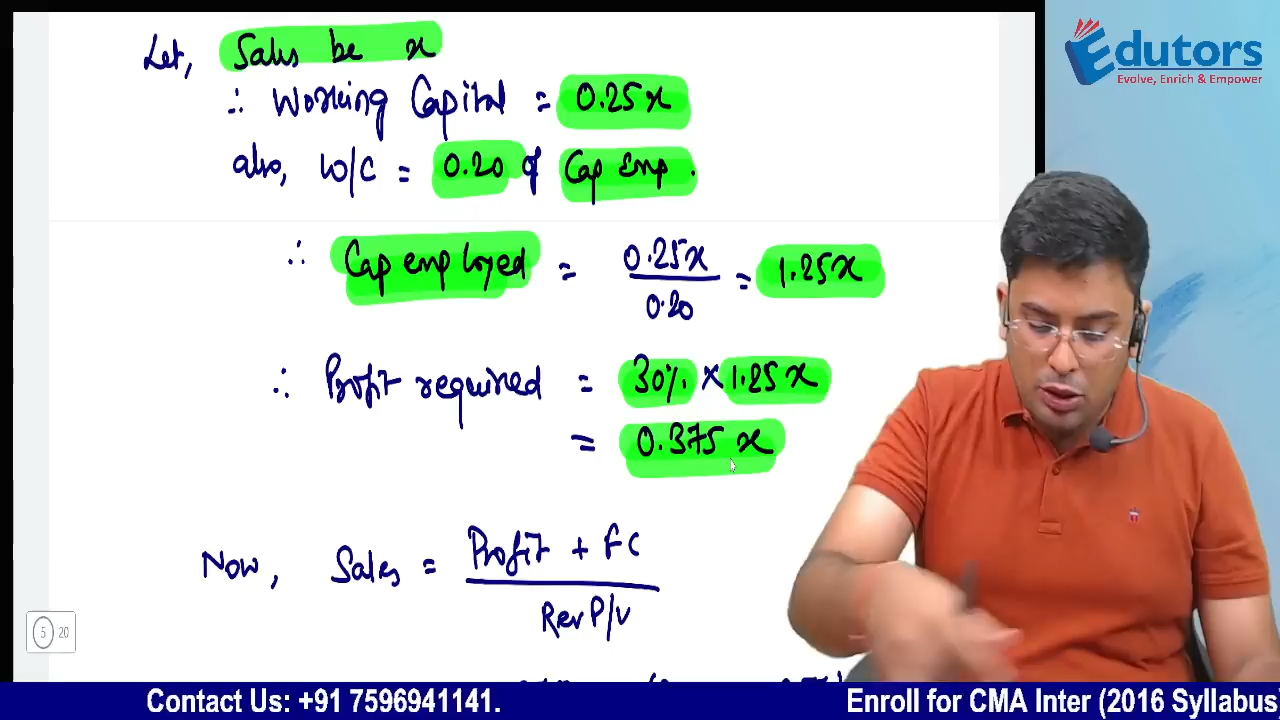 Let, Sales be x
∴ Working Capital = 0.25x
also, W/C = 0.20 of Cap Emp.
∴ Cap employed = 0.25x / 0.20 = 1.25x
∴ Profit required = 30% × 1.25x
= 0.375x
Now, Sales = Profit + FC / Rev P/V
5 20
Edutors
Evolve, Enrich & Empower
Contact Us: +91 7596941141.
Enroll for CMA Inter (2016 Syllabus